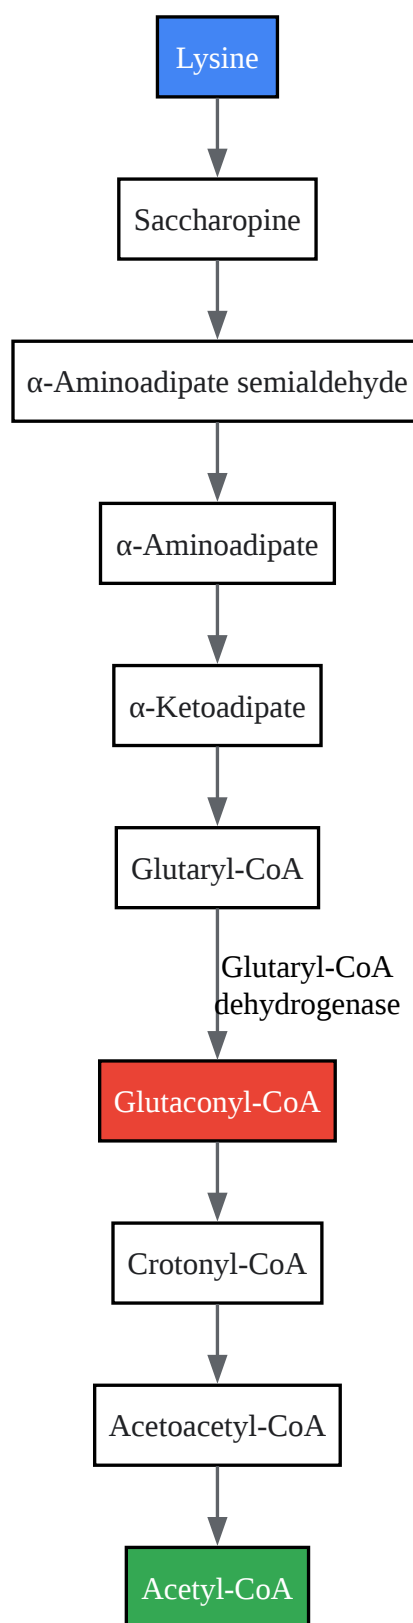 Lysine
Saccharopine
α-Aminoadipate semialdehyde
α-Aminoadipate
α-Ketoadipate
Glutaryl-CoA
Glutaryl-CoA
dehydrogenase
Glutaconyl-CoA
Crotonyl-CoA
Acetoacetyl-CoA
Acetyl-CoA